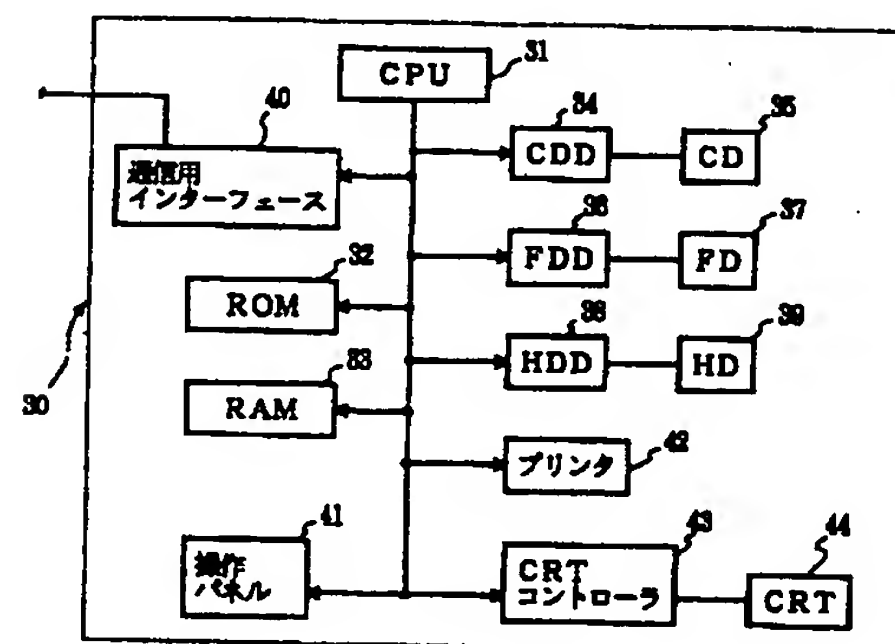 CPU
31
40
通信用
インターフェース
34
CDD
35
CD
36
FDD
37
FD
32
ROM
38
HDD
39
HD
33
RAM
30
プリンタ
42
41
操作
パネル
43
CRT
コントローラ
44
CRT